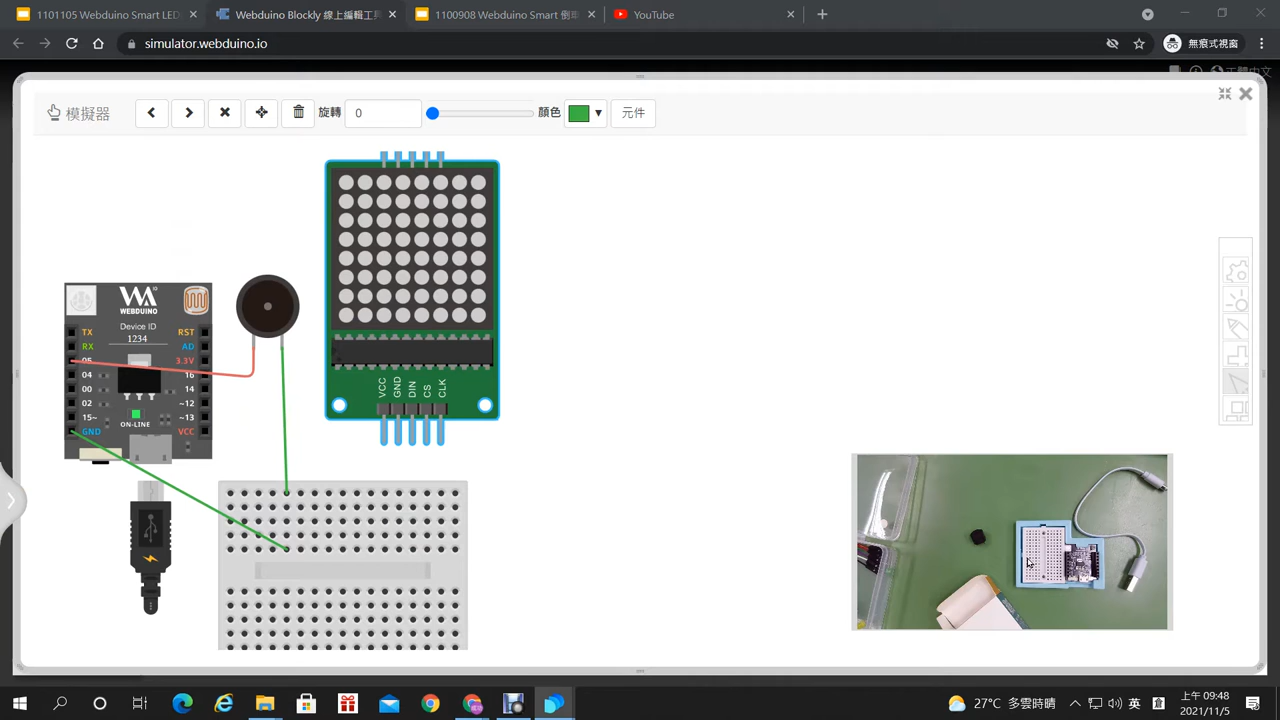 1101105 Webduino Smart LED
Webduino Blockly 線上編輯工具
1100908 Webduino Smart 倒環
YouTube
simulator.webduino.io
無痕式視窗
模擬器
旋轉
0
顏色
元件
WEBDUINO
Device ID
1234
TX
RX
05
04
00
02
15~
GND
RST
AD
3.3V
16
14
~12
~13
VCC
ON-LINE
VCC
GND
DIN
CS
CLK
27°C 多雲時晴
英
上午 09:48
2021/11/5